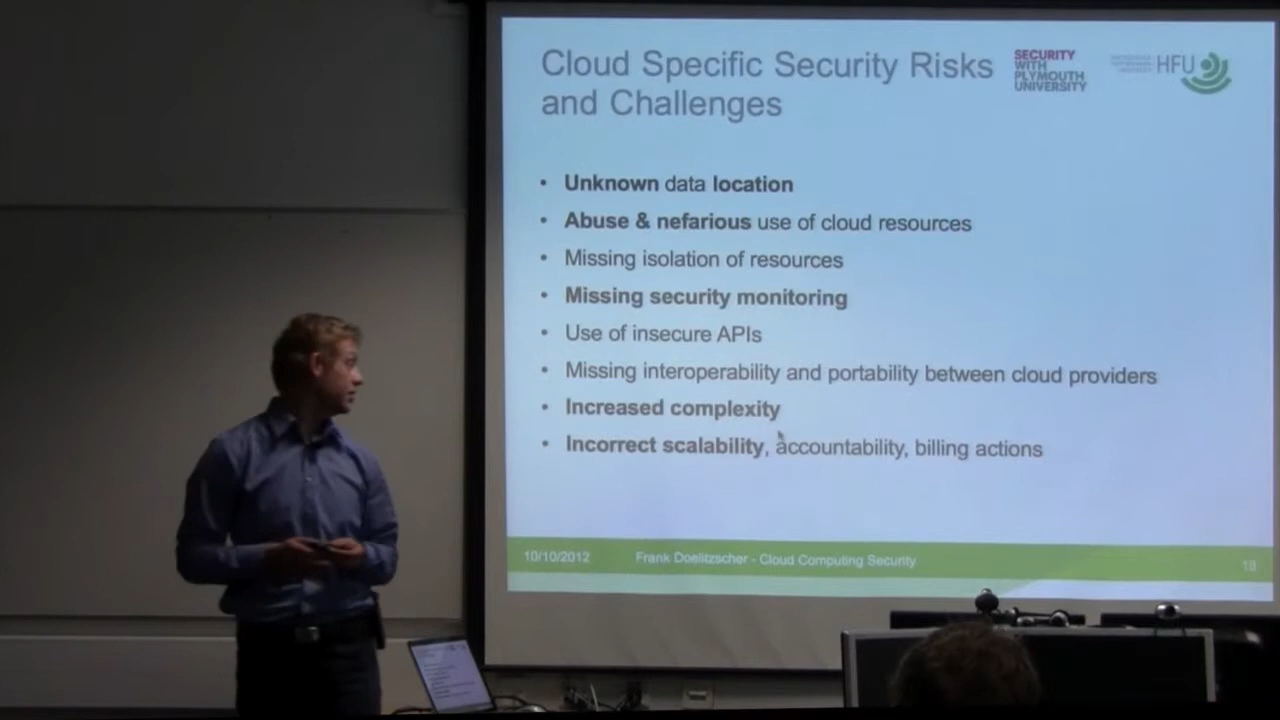 Cloud Specific Security Risks
and Challenges
SECURITY
WITH
PLYMOUTH
UNIVERSITY
HFU
• Unknown data location
• Abuse & nefarious use of cloud resources
• Missing isolation of resources
• Missing security monitoring
• Use of insecure APIs
• Missing interoperability and portability between cloud providers
• Increased complexity
• Incorrect scalability, accountability, billing actions
10/10/2012 Frank Doelitzscher - Cloud Computing Security 18